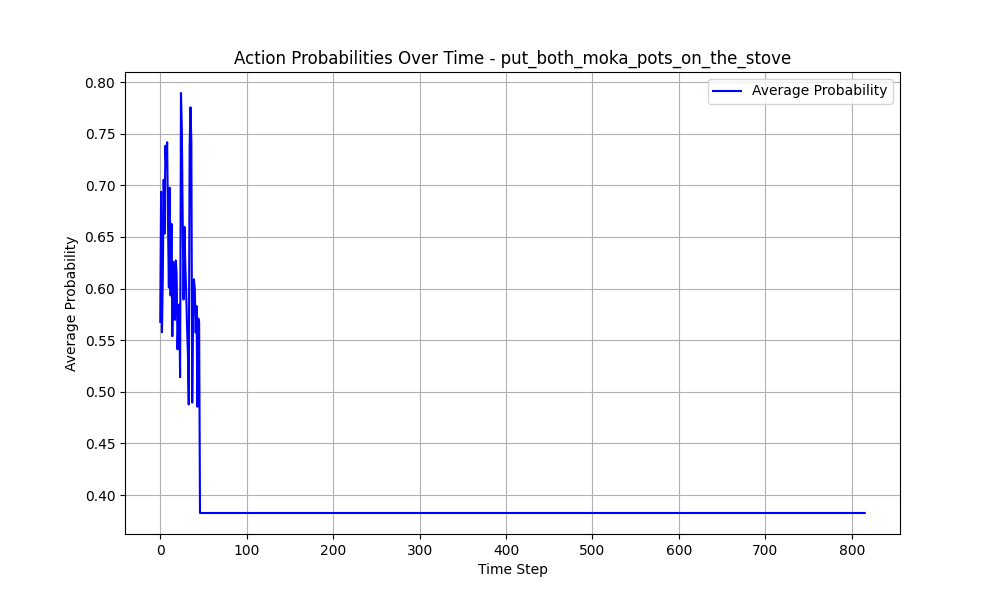 Action Probabilities Over Time - put_both_moka_pots_on_the_stove
Average Probability
0.80
0.75
0.70
0.65
0.60
0.55
0.50
0.45
0.40
Average Probability
0 100 200 300 400 500 600 700 800
Time Step